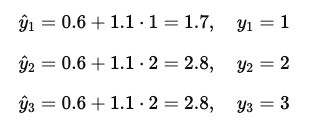 ŷ₁ = 0.6 + 1.1 · 1 = 1.7, y₁ = 1
ŷ₂ = 0.6 + 1.1 · 2 = 2.8, y₂ = 2
ŷ₃ = 0.6 + 1.1 · 2 = 2.8, y₃ = 3